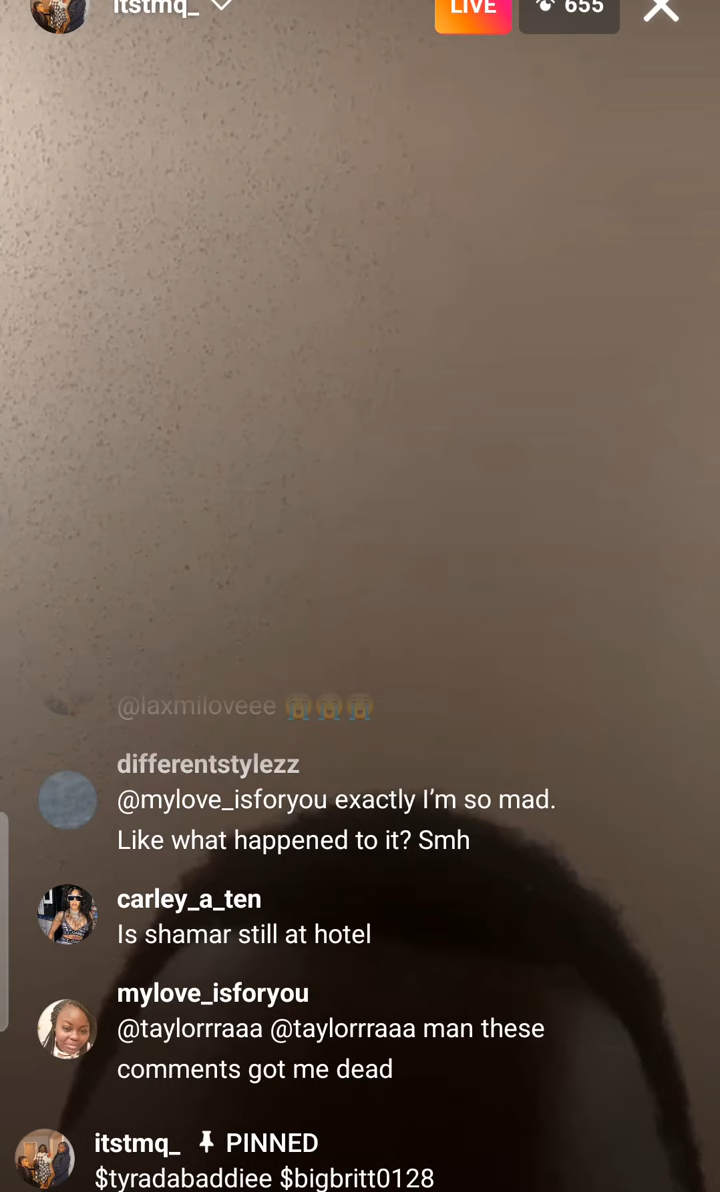 itstmq_
LIVE
655
@laxmiloveee 😭😭😭
differentstylezz
@mylove_isforyou exactly I'm so mad.
Like what happened to it? Smh
carley_a_ten
Is shamar still at hotel
mylove_isforyou
@taylorrraaa @taylorrraaa man these
comments got me dead
itstmq_ PINNED
$tyradabaddiee $bigbritt0128